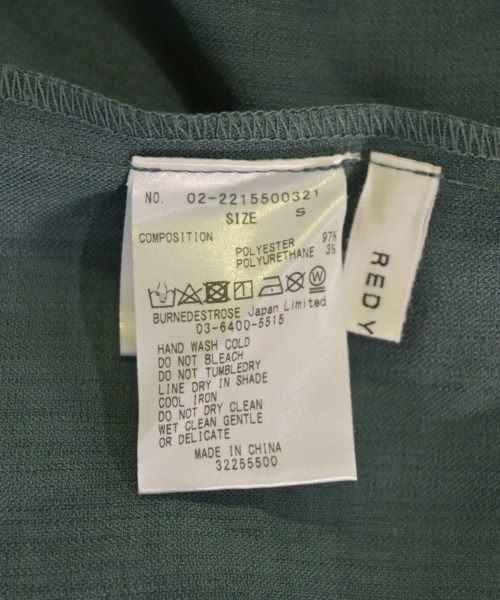 NO. 02-2215500321
SIZE S
COMPOSITION
POLYESTER 97%
POLYURETHANE 3%
BURNEDESTROSE Japan Limited
03-6400-5515
HAND WASH COLD
DO NOT BLEACH
DO NOT TUMBLEDRY
LINE DRY IN SHADE
COOL IRON
DO NOT DRY CLEAN
WET CLEAN GENTLE
OR DELICATE
MADE IN CHINA
32255500
REDY